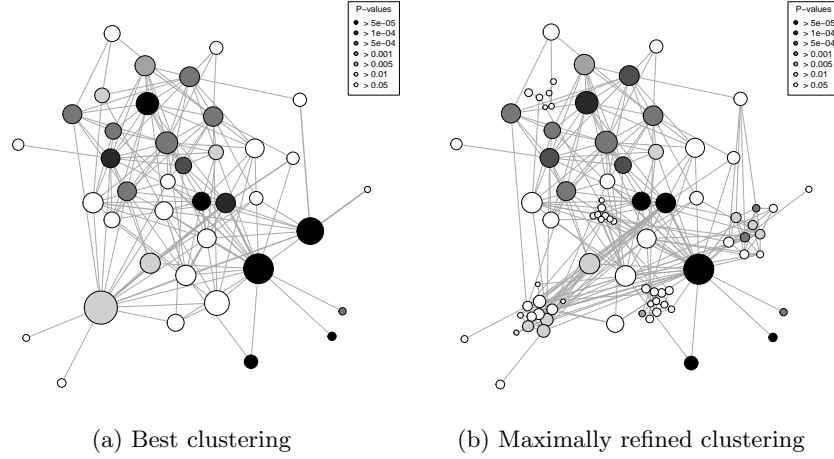 P-values
> 5e-05
> 1e-04
> 5e-04
> 0.001
> 0.005
> 0.01
> 0.05
P-values
> 5e-05
> 1e-04
> 5e-04
> 0.001
> 0.005
> 0.01
> 0.05
(a) Best clustering
(b) Maximally refined clustering